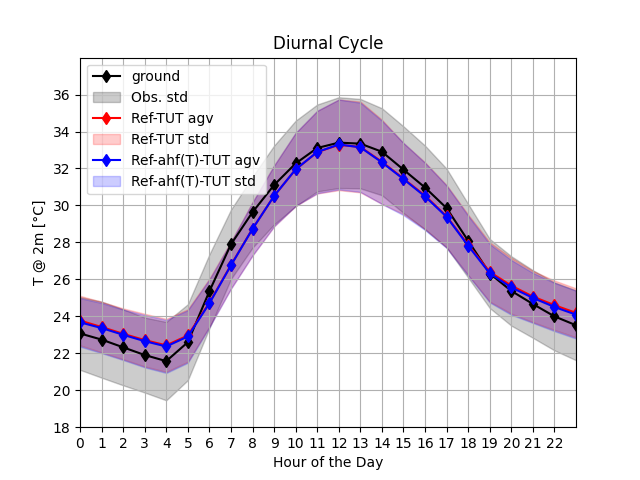 Diurnal Cycle
ground
Obs. std
Ref-TUT agv
Ref-TUT std
Ref-ahf(T)-TUT agv
Ref-ahf(T)-TUT std
T @ 2m [°C]
36
34
32
30
28
26
24
22
20
18
0 1 2 3 4 5 6 7 8 9 10 11 12 13 14 15 16 17 18 19 20 21 22
Hour of the Day